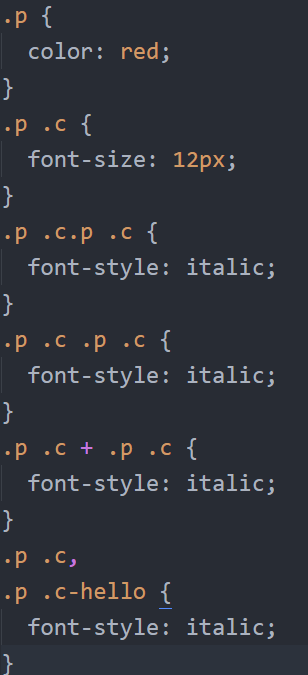 .p {
  color: red;
}
.p .c {
  font-size: 12px;
}
.p .c.p .c {
  font-style: italic;
}
.p .c .p .c {
  font-style: italic;
}
.p .c + .p .c {
  font-style: italic;
}
.p .c,
.p .c-hello {
  font-style: italic;
}